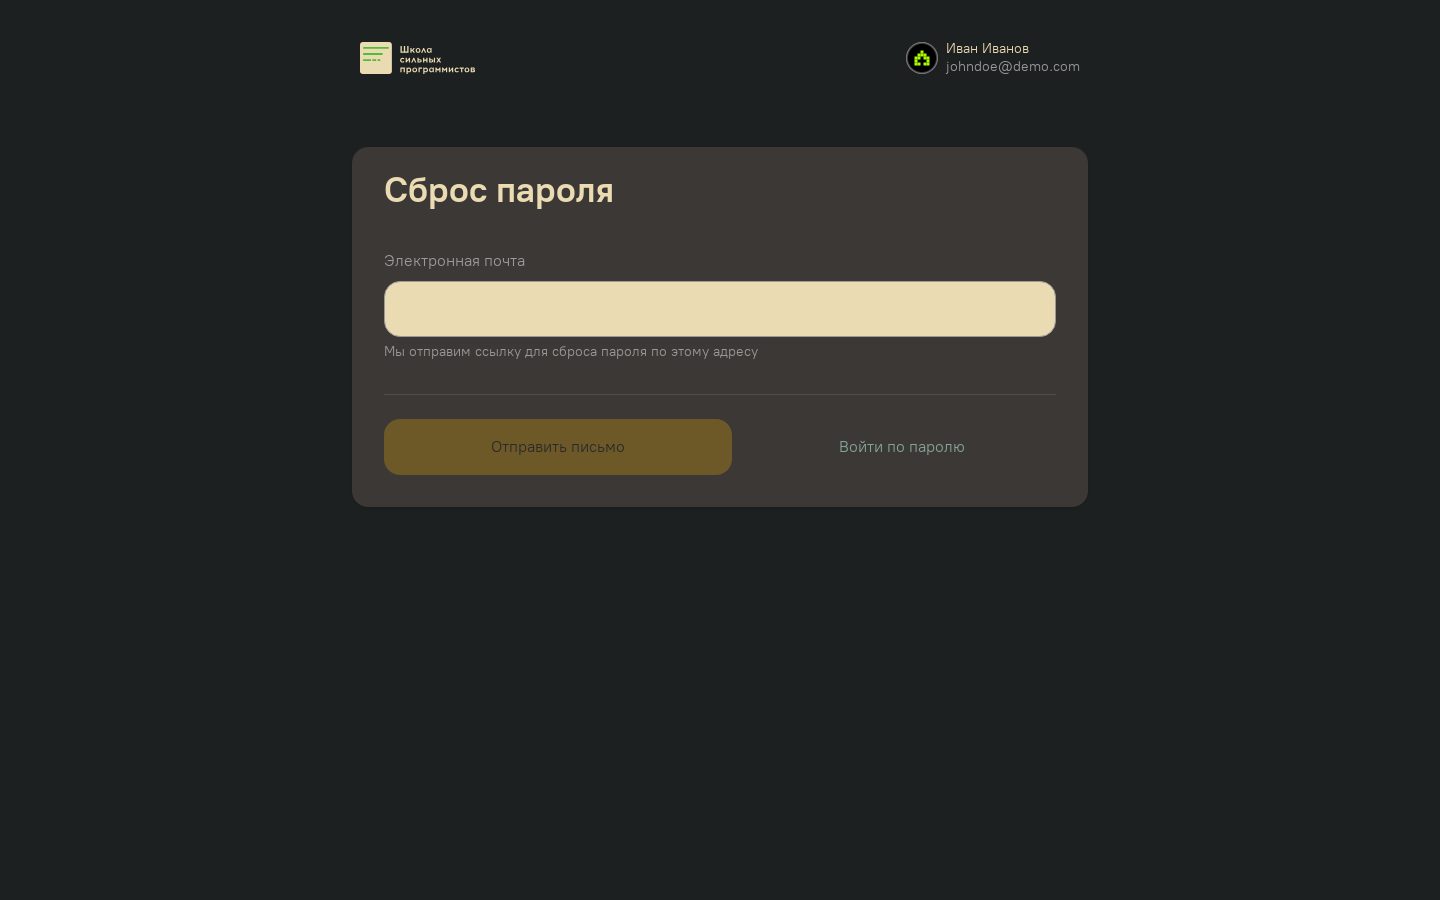 Школа
сильных
программистов
Иван Иванов
johndoe@demo.com
Сброс пароля
Электронная почта
Мы отправим ссылку для сброса пароля по этому адресу
Отправить письмо
Войти по паролю